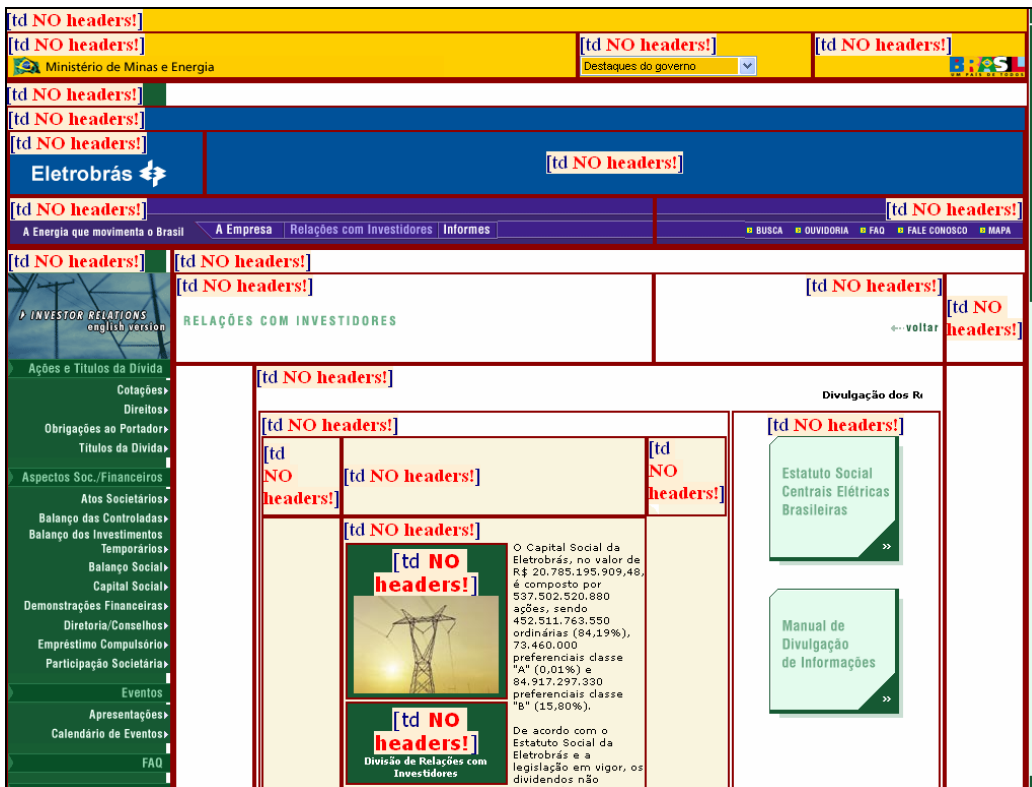 [td NO headers!]
[td NO headers!]
[td NO headers!]
[td NO headers!]
Ministério de Minas e Energia
Destaques do governo
BRASIL
UM PAÍS DE TODOS
[td NO headers!]
[td NO headers!]
[td NO headers!]
Eletrobrás
[td NO headers!]
[td NO headers!]
[td NO headers!]
A Energia que movimenta o Brasil
A Empresa
Relações com Investidores
Informes
BUSCA
OUVIDORIA
FAQ
FALE CONOSCO
MAPA
[td NO headers!]
[td NO headers!]
INVESTOR RELATIONS
english version
[td NO headers!]
RELAÇÕES COM INVESTIDORES
[td NO headers!]
voltar
[td NO
headers!]
Ações e Titulos da Dívida
Cotações
Direitos
Obrigações ao Portador
Títulos da Dívida
Aspectos Soc./Financeiros
Atos Societários
Balanço das Controladas
Balanço dos Investimentos
Temporários
Balanço Social
Capital Social
Demonstrações Financeiras
Diretoria/Conselhos
Empréstimo Compulsório
Participação Societária
Eventos
Apresentações
Calendário de Eventos
FAQ
[td NO headers!]
Divulgação dos
[td NO headers!]
[td
NO
headers!]
[td NO headers!]
[td
NO
headers!]
[td NO headers!]
[td NO
headers!]
[td NO
headers!]
Divisão de Relações com
Investidores
O Capital Social da
Eletrobrás, no valor de
R$ 20.785.195.909,48,
é composto por
537.502.520.880
ações, sendo
452.511.763.550
ordinárias (84,19%),
73.460.000
preferenciais classe
"A" (0,01%) e
84.917.297.330
preferenciais classe
"B" (15,80%).
De acordo com o
Estatuto Social da
Eletrobrás e a
legislação em vigor, os
dividendos não
[td NO headers!]
Estatuto Social
Centrais Elétricas
Brasileiras
»
Manual de
Divulgação
de Informações
»